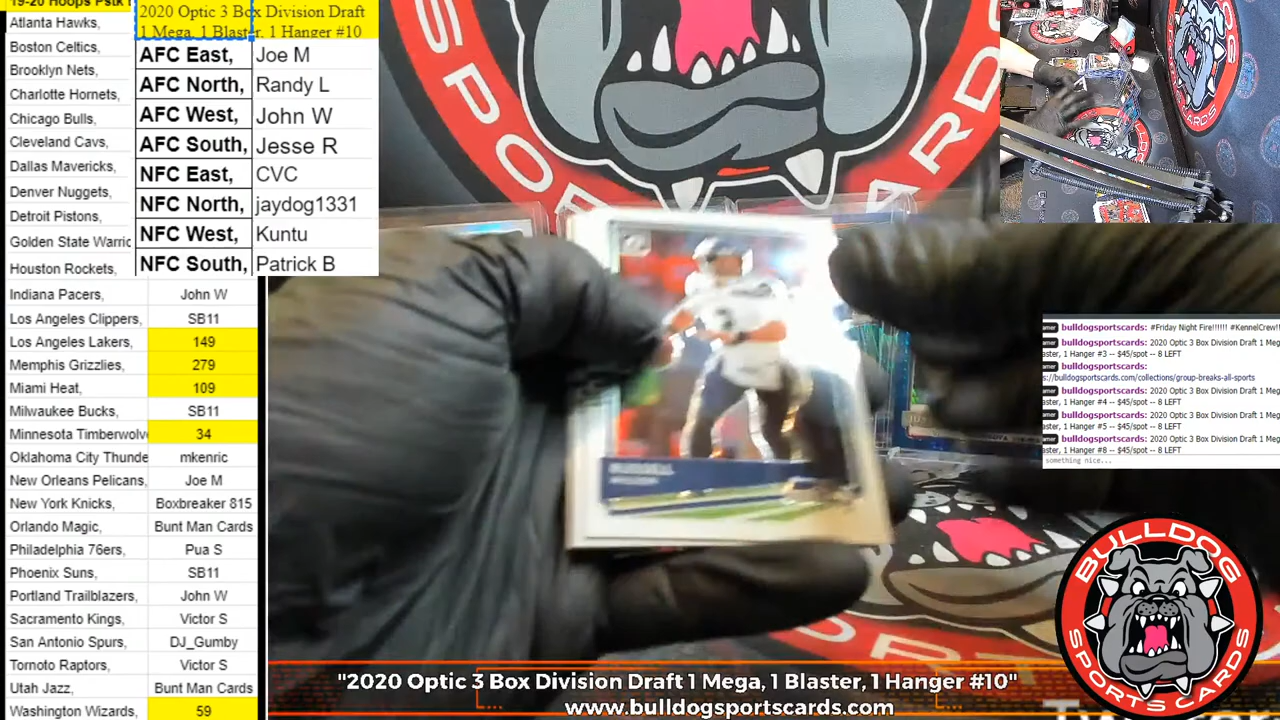 19-20 Hoops Pstk
Atlanta Hawks,
Boston Celtics,
Brooklyn Nets,
Charlotte Hornets,
Chicago Bulls,
Cleveland Cavs,
Dallas Mavericks,
Denver Nuggets,
Detroit Pistons,
Golden State Warric
Houston Rockets,
Indiana Pacers, John W
Los Angeles Clippers, SB11
Los Angeles Lakers, 149
Memphis Grizzlies, 279
Miami Heat, 109
Milwaukee Bucks, SB11
Minnesota Timberwolv 34
Oklahoma City Thunde mkenric
New Orleans Pelicans, Joe M
New York Knicks, Boxbreaker 815
Orlando Magic, Bunt Man Cards
Philadelphia 76ers, Pua S
Phoenix Suns, SB11
Portland Trailblazers, John W
Sacramento Kings, Victor S
San Antonio Spurs, DJ_Gumby
Tornoto Raptors, Victor S
Utah Jazz, Bunt Man Cards
Washington Wizards, 59
2020 Optic 3 Box Division Draft
1 Mega, 1 Blaster, 1 Hanger #10
AFC East, Joe M
AFC North, Randy L
AFC West, John W
AFC South, Jesse R
NFC East, CVC
NFC North, jaydog1331
NFC West, Kuntu
NFC South, Patrick B
SPORTS CARDS
RUSSELL
bulldogsportscards: #Friday Night Fire!!!!!! #KennelCrew!!
bulldogsportscards: 2020 Optic 3 Box Division Draft 1 Meg
aster, 1 Hanger #3 -- $45/spot -- 8 LEFT
bulldogsportscards:
s://bulldogsportscards.com/collections/group-breaks-all-sports
bulldogsportscards: 2020 Optic 3 Box Division Draft 1 Meg
aster, 1 Hanger #4 -- $45/spot -- 8 LEFT
bulldogsportscards: 2020 Optic 3 Box Division Draft 1 Meg
aster, 1 Hanger #5 -- $45/spot -- 8 LEFT
bulldogsportscards: 2020 Optic 3 Box Division Draft 1 Meg
aster, 1 Hanger #8 -- $45/spot -- 8 LEFT
something nice...
BULLDOG
SPORTS CARDS
"2020 Optic 3 Box Division Draft 1 Mega, 1 Blaster, 1 Hanger #10"
www.bulldogsportscards.com